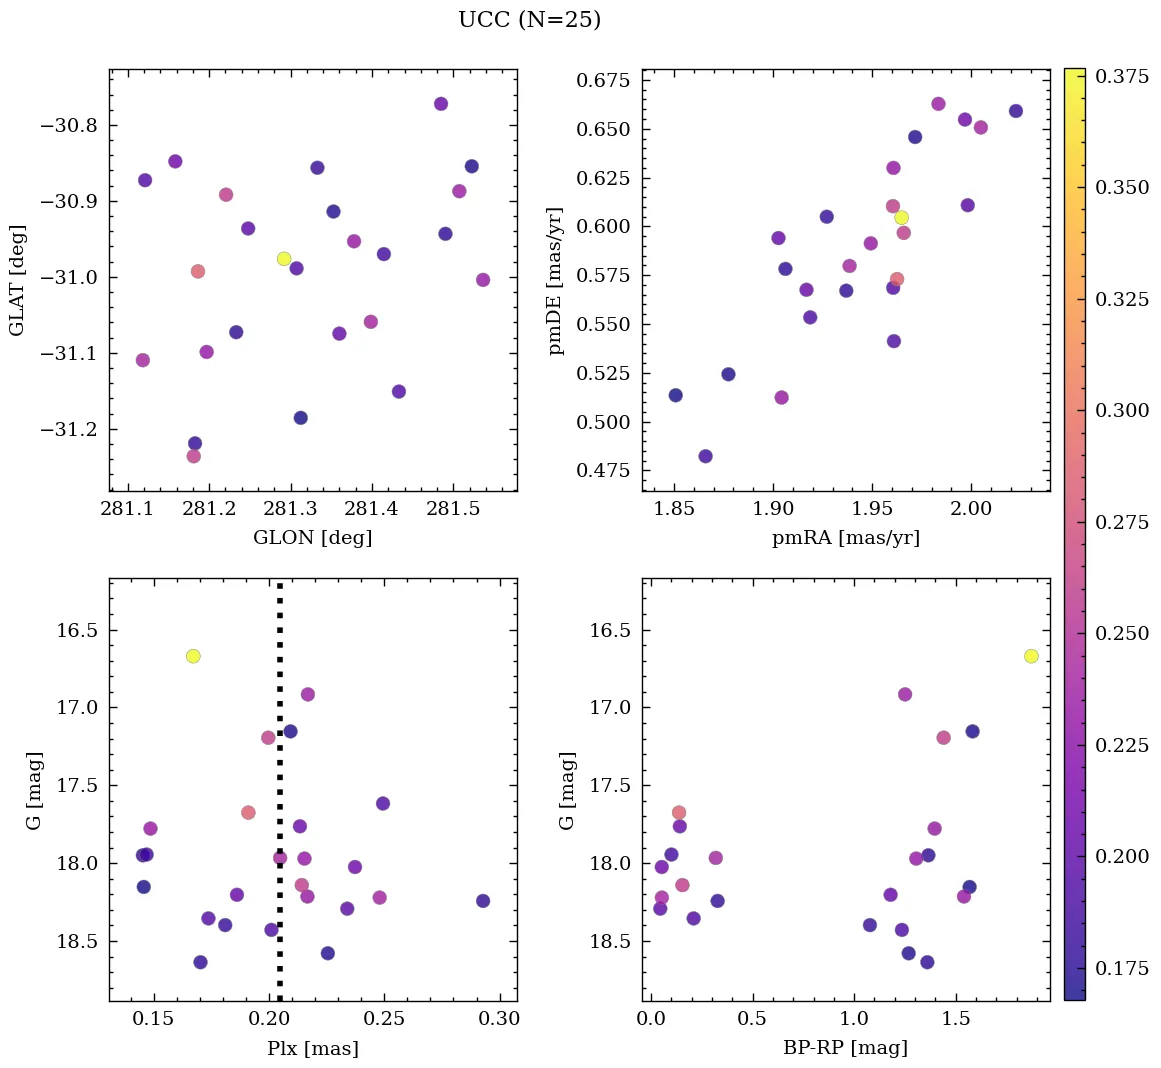 UCC (N=25)
−30.8
−30.9
−31.0
−31.1
−31.2
GLAT [deg]
281.1 281.2 281.3 281.4 281.5
GLON [deg]
0.675
0.650
0.625
0.600
0.575
0.550
0.525
0.500
0.475
pmDE [mas/yr]
1.85 1.90 1.95 2.00
pmRA [mas/yr]
16.5
17.0
17.5
18.0
18.5
G [mag]
0.15 0.20 0.25 0.30
Plx [mas]
16.5
17.0
17.5
18.0
18.5
G [mag]
0.0 0.5 1.0 1.5
BP-RP [mag]
0.375
0.350
0.325
0.300
0.275
0.250
0.225
0.200
0.175